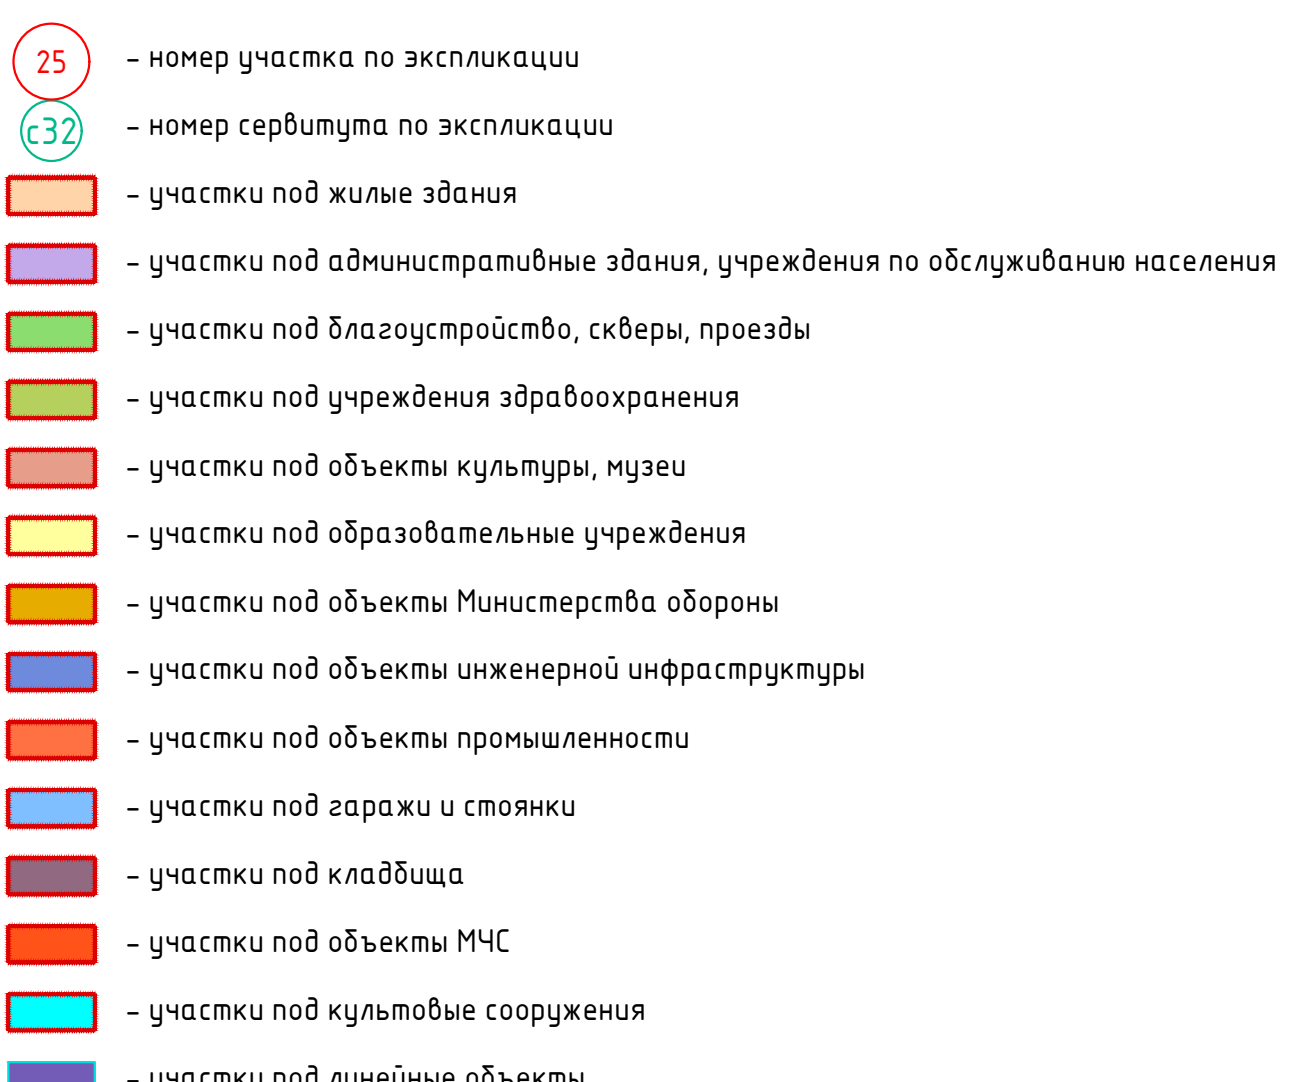 25 - номер участка по экспликации
с32 - номер сервитута по экспликации
- участки под жилые здания
- участки под административные здания, учреждения по обслуживанию населения
- участки под благоустройство, скверы, проезды
- участки под учреждения здравоохранения
- участки под объекты культуры, музеи
- участки под образовательные учреждения
- участки под объекты Министерства обороны
- участки под объекты инженерной инфраструктуры
- участки под объекты промышленности
- участки под гаражи и стоянки
- участки под кладбища
- участки под объекты МЧС
- участки под культовые сооружения
- участки под линейные объекты